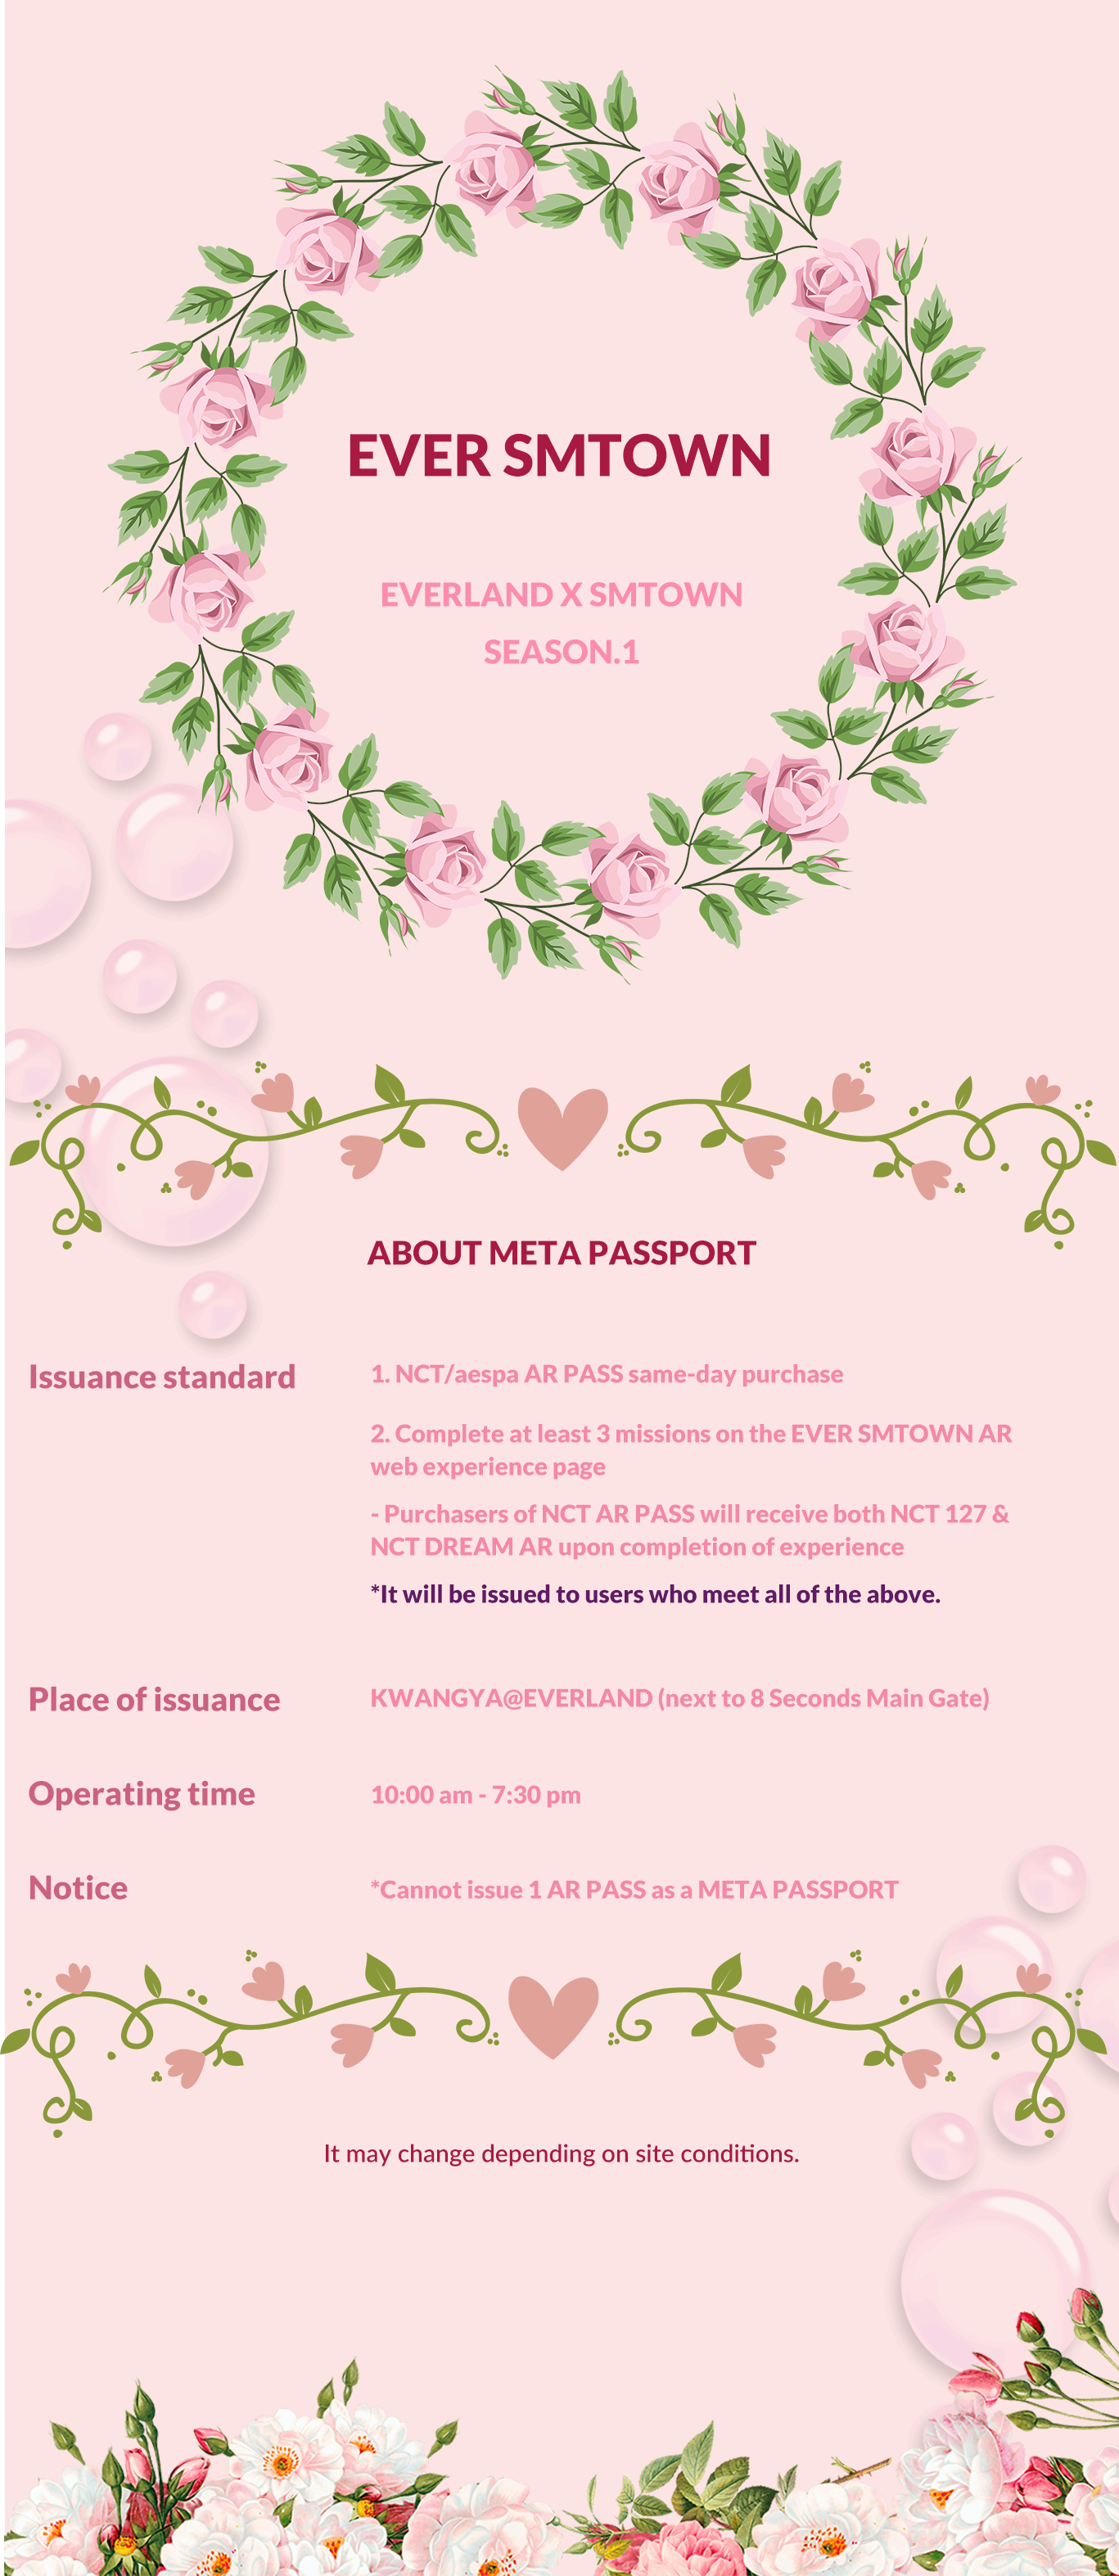 EVER SMTOWN
EVERLAND X SMTOWN
SEASON.1
ABOUT META PASSPORT
Issuance standard
1. NCT/aespa AR PASS same-day purchase
2. Complete at least 3 missions on the EVER SMTOWN AR
web experience page
- Purchasers of NCT AR PASS will receive both NCT 127 &
NCT DREAM AR upon completion of experience
*It will be issued to users who meet all of the above.
Place of issuance
KWANGYA@EVERLAND (next to 8 Seconds Main Gate)
Operating time
10:00 am - 7:30 pm
Notice
*Cannot issue 1 AR PASS as a META PASSPORT
It may change depending on site conditions.